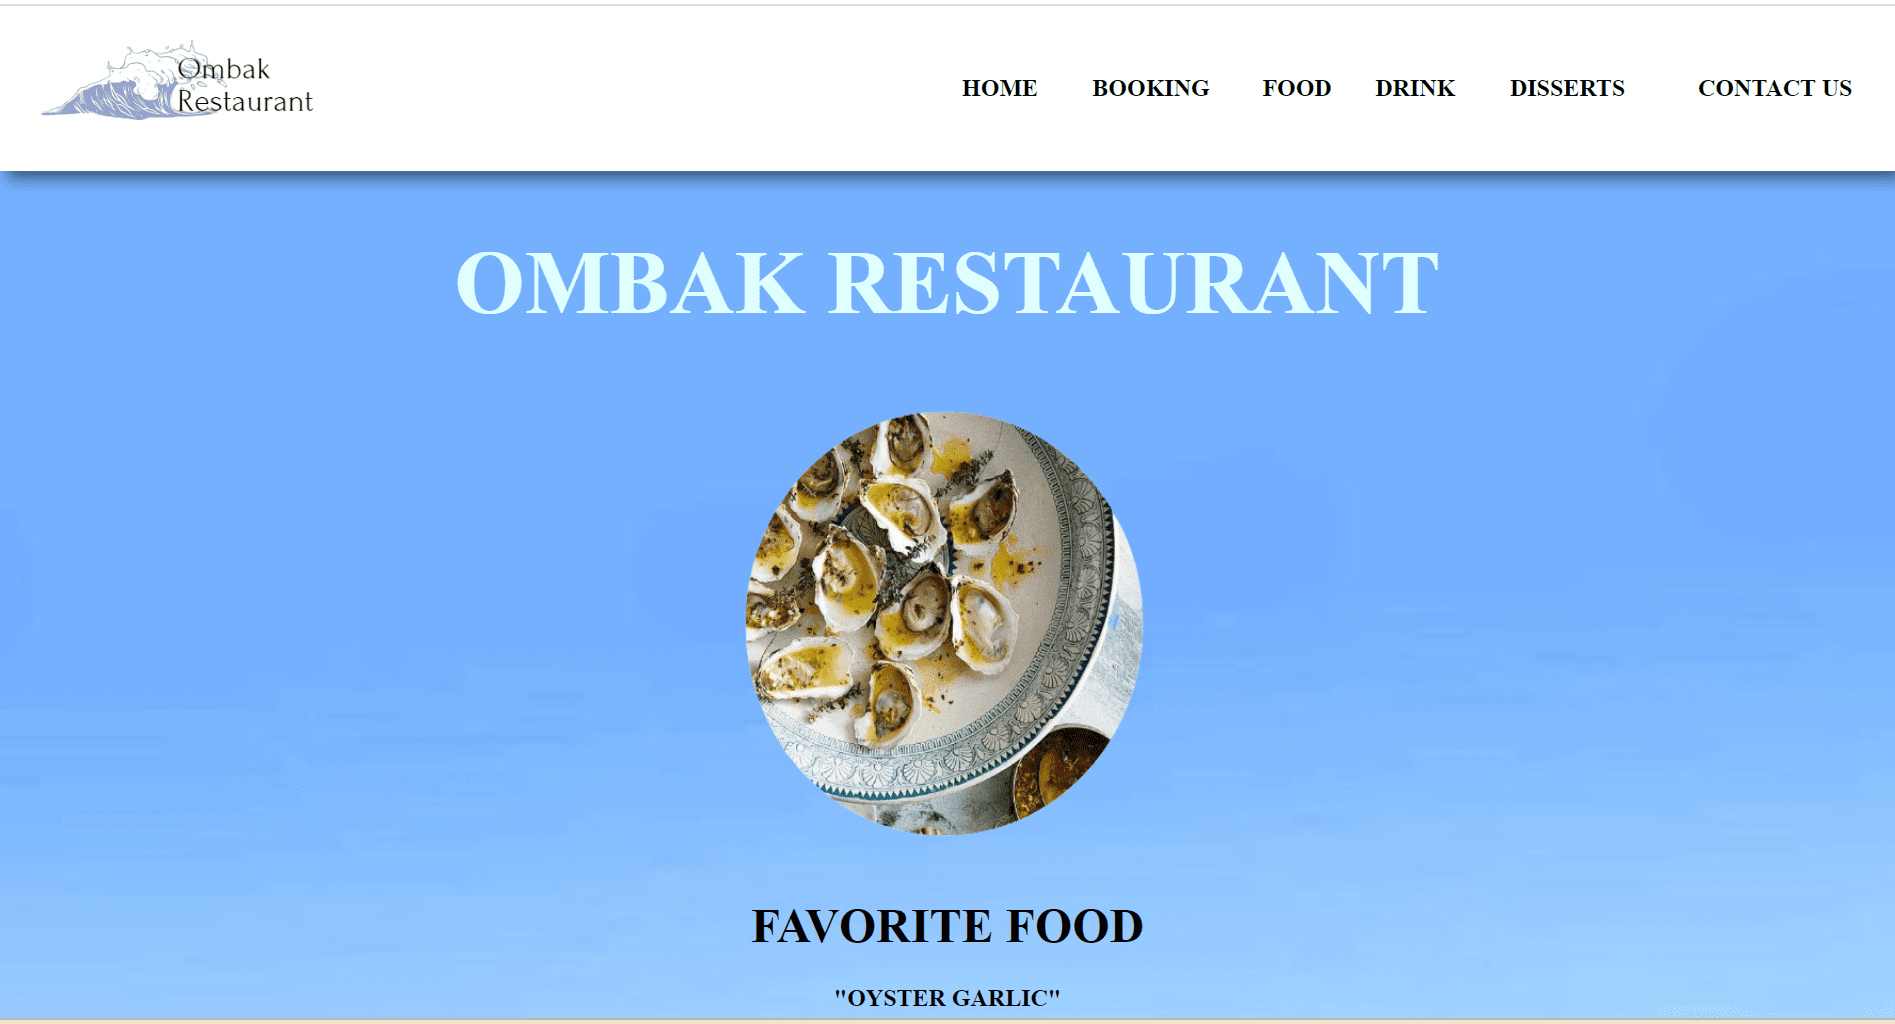 Ombak
Restaurant
HOME BOOKING FOOD DRINK DISSERTS CONTACT US
OMBAK RESTAURANT
FAVORITE FOOD
"OYSTER GARLIC"